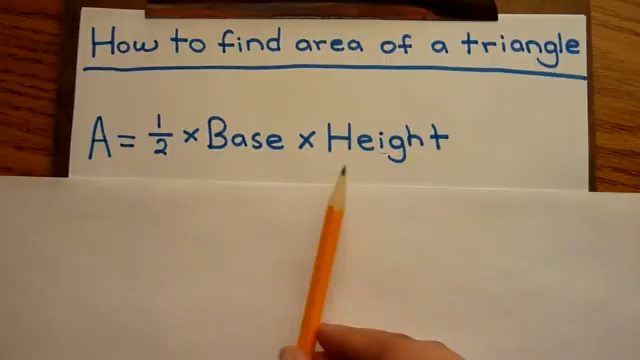 How to find area of a triangle
A = 1/2 × Base × Height